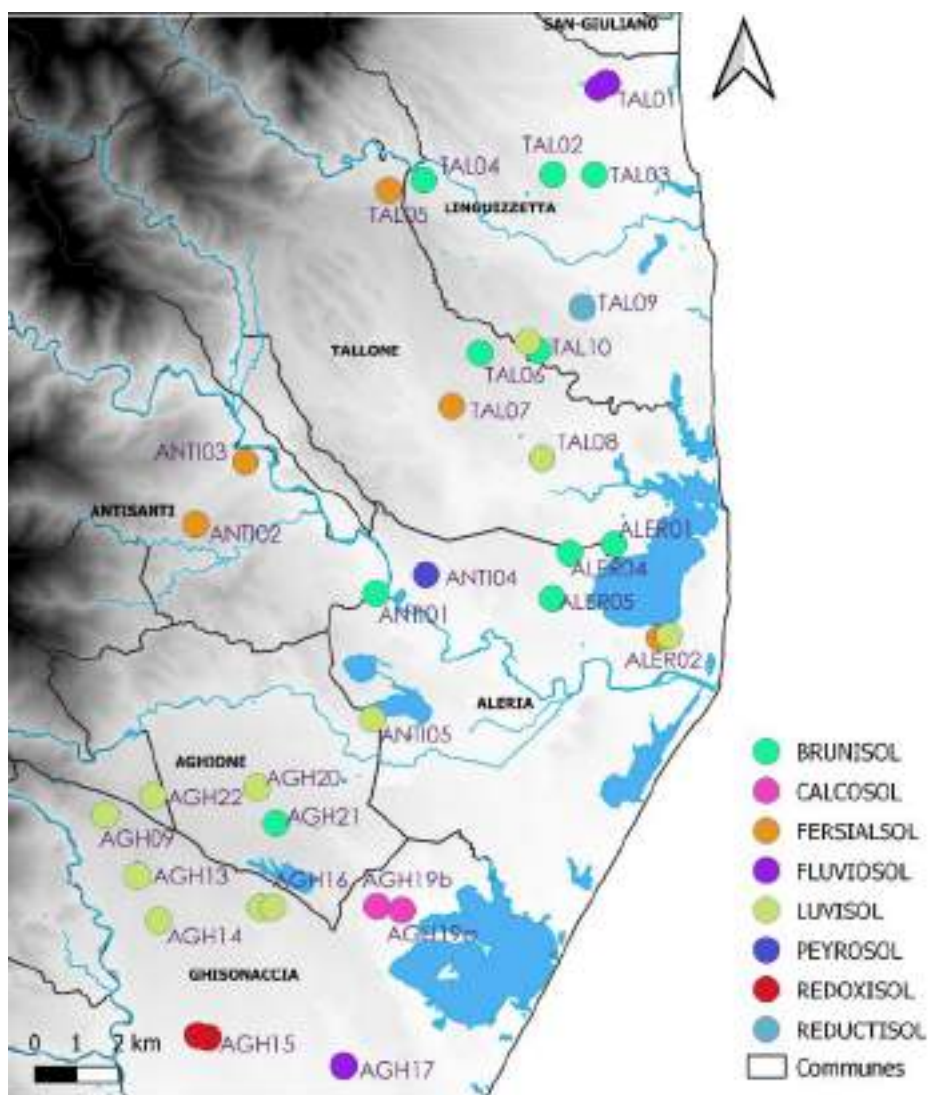 SAN-GIULIANO
TAL01
TAL02
TAL04
TAL03
TAL05
LINGUIZZETTA
TAL09
TALLONE
TAL10
TAL06
TAL07
TAL08
ANTI03
ANTISANTI
ANTI02
ALER01
ALER04
ANTI04
ALER05
ANTI01
ALER02
ALERIA
ANTI05
AGHIONE
AGH20
AGH22
AGH21
AGH09
AGH13
AGH16
AGH19b
AGH14
AGH19a
GHISONACCIA
AGH15
AGH17
0 1 2 km
BRUNISOL
CALCOSOL
FERSIALSOL
FLUVIOSOL
LUVISOL
PEYROSOL
REDOXISOL
REDUCTISOL
Communes